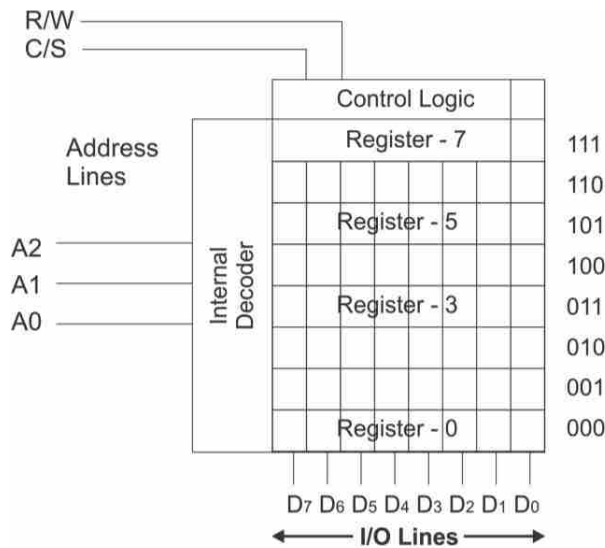 R/W
C/S
Control Logic
Address
Lines
Register - 7
111
110
Register - 5
101
100
Register - 3
011
010
001
Register - 0
000
A2
A1
A0
Internal
Decoder
D7 D6 D5 D4 D3 D2 D1 D0
I/O Lines